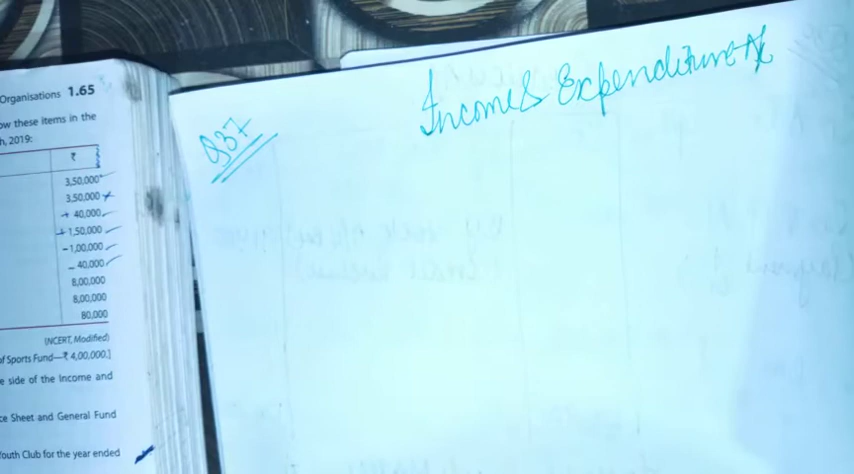 Organisations 1.65
ow these items in the
h, 2019:
₹
3,50,000
3,50,000
+ 40,000
+ 1,50,000
- 1,00,000
- 40,000
8,00,000
8,00,000
80,000
(NCERT, Modified)
of Sports Fund—₹ 4,00,000.]
e side of the Income and
ce Sheet and General Fund
Youth Club for the year ended
Q37
Income & Expenditure A/c